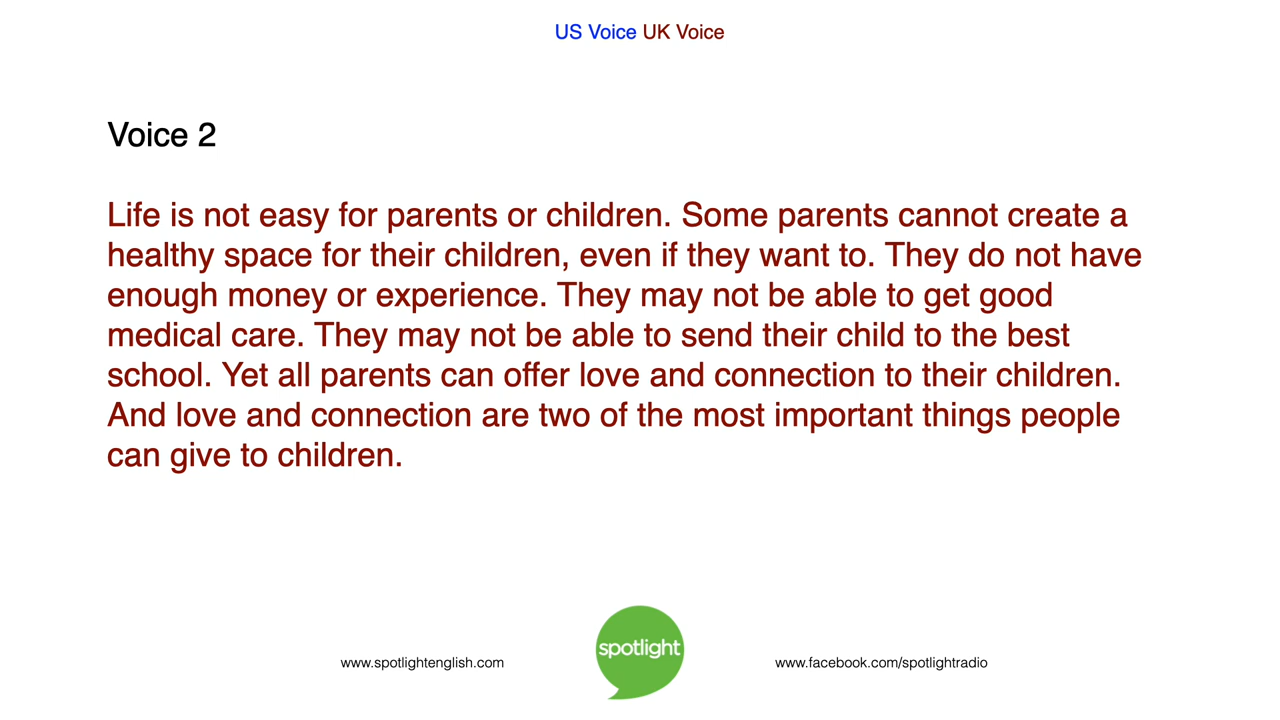 US Voice UK Voice
Voice 2
Life is not easy for parents or children. Some parents cannot create a
healthy space for their children, even if they want to. They do not have
enough money or experience. They may not be able to get good
medical care. They may not be able to send their child to the best
school. Yet all parents can offer love and connection to their children.
And love and connection are two of the most important things people
can give to children.
www.spotlightenglish.com
spotlight
www.facebook.com/spotlightradio